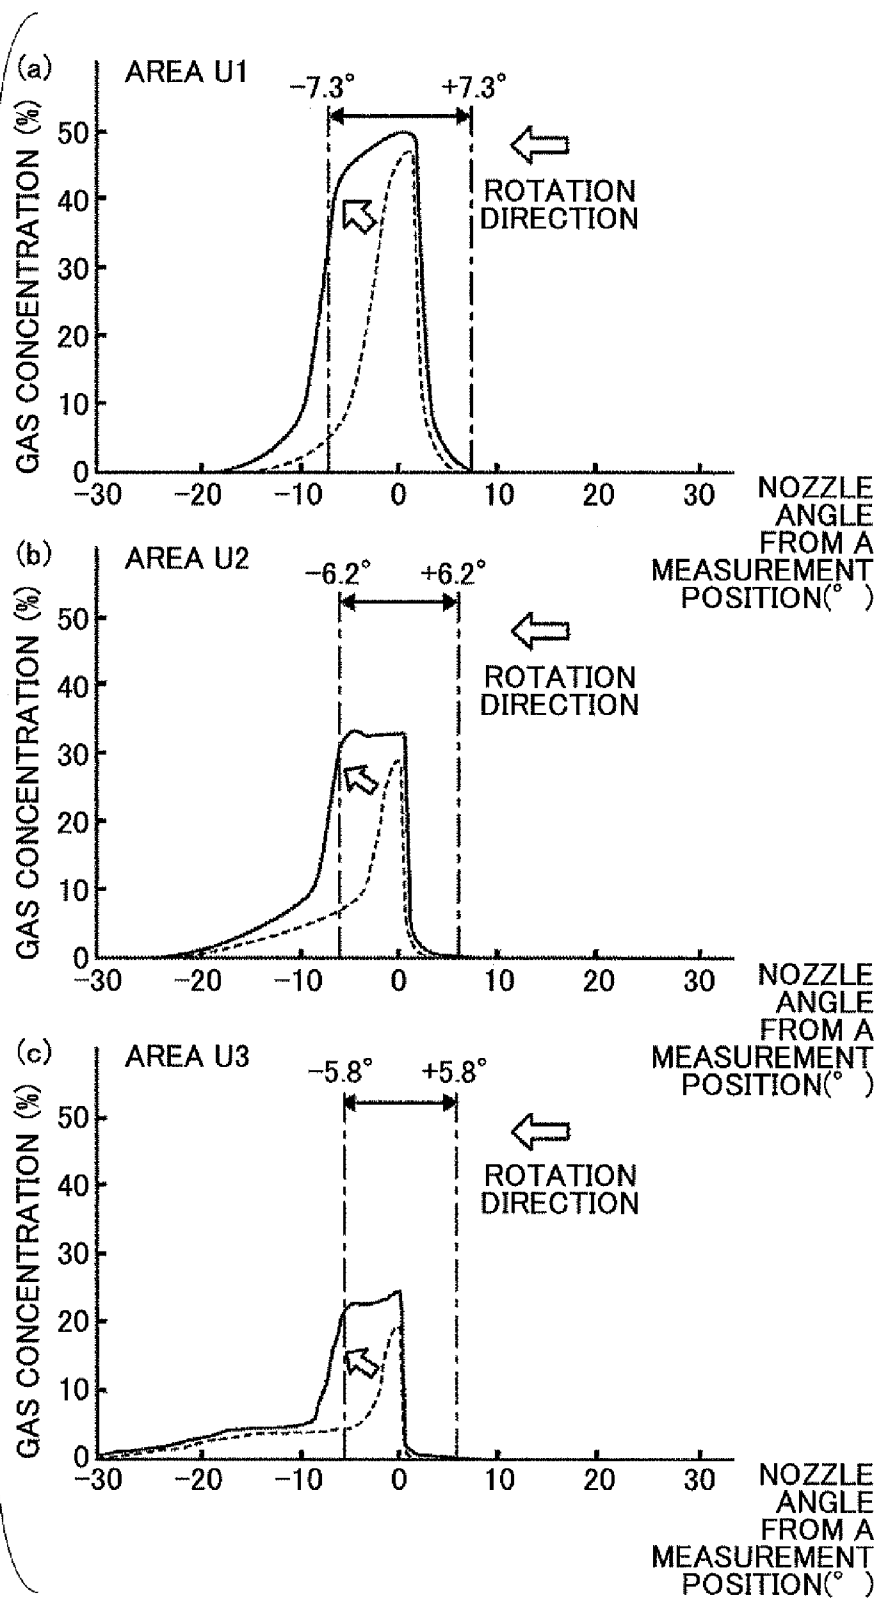 (a)
AREA U1
−7.3°
+7.3°
GAS CONCENTRATION (%)
50
40
30
20
10
0
ROTATION
DIRECTION
−30
−20
−10
0
10
20
30
NOZZLE
ANGLE
FROM A
MEASUREMENT
POSITION(° )
(b)
AREA U2
−6.2°
+6.2°
GAS CONCENTRATION (%)
50
40
30
20
10
0
ROTATION
DIRECTION
−30
−20
−10
0
10
20
30
NOZZLE
ANGLE
FROM A
MEASUREMENT
POSITION(° )
(c)
AREA U3
−5.8°
+5.8°
GAS CONCENTRATION (%)
50
40
30
20
10
0
ROTATION
DIRECTION
−30
−20
−10
0
10
20
30
NOZZLE
ANGLE
FROM A
MEASUREMENT
POSITION(° )